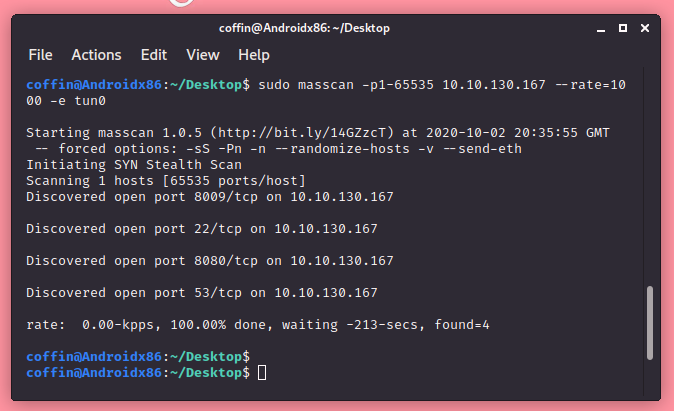 coffin@Androidx86: ~/Desktop
File Actions Edit View Help
coffin@Androidx86:~/Desktop$ sudo masscan -p1-65535 10.10.130.167 --rate=10
00 -e tun0
Starting masscan 1.0.5 (http://bit.ly/14GZzcT) at 2020-10-02 20:35:55 GMT
-- forced options: -sS -Pn -n --randomize-hosts -v --send-eth
Initiating SYN Stealth Scan
Scanning 1 hosts [65535 ports/host]
Discovered open port 8009/tcp on 10.10.130.167
Discovered open port 22/tcp on 10.10.130.167
Discovered open port 8080/tcp on 10.10.130.167
Discovered open port 53/tcp on 10.10.130.167
rate:  0.00-kpps, 100.00% done, waiting -213-secs, found=4
coffin@Androidx86:~/Desktop$
coffin@Androidx86:~/Desktop$